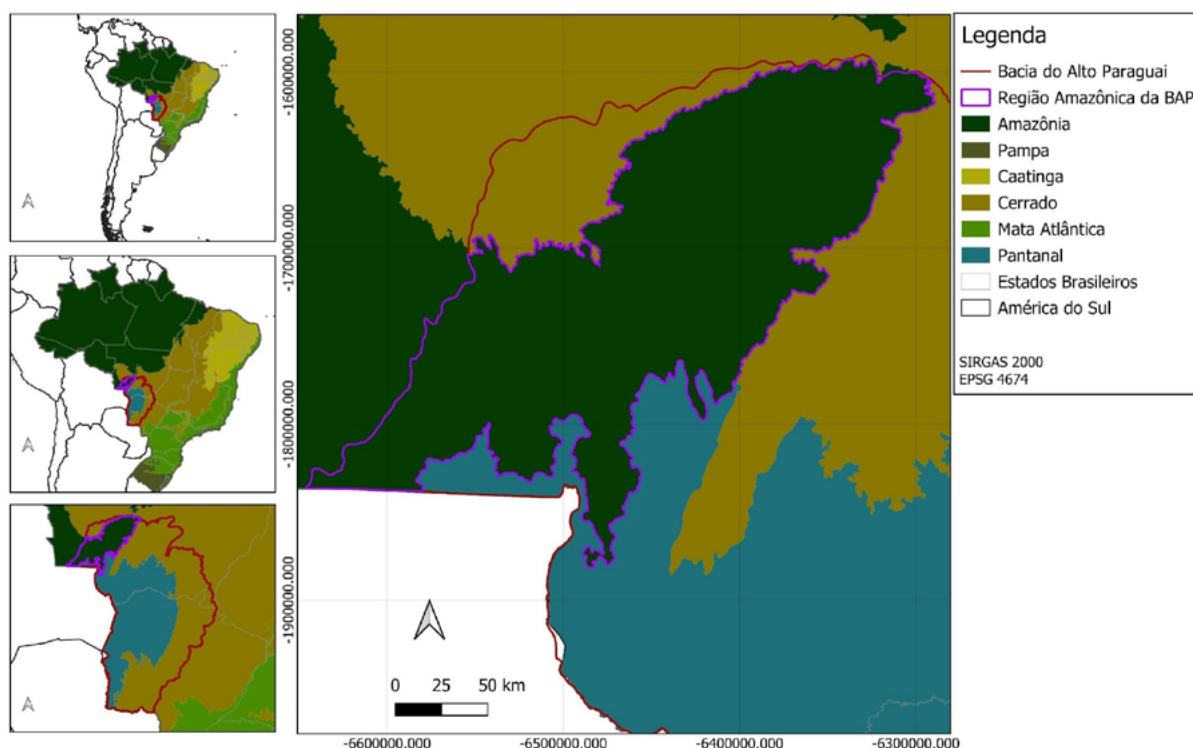 Legenda
Bacia do Alto Paraguai
Região Amazônica da BAP
Amazônia
Pampa
Caatinga
Cerrado
Mata Atlântica
Pantanal
Estados Brasileiros
América do Sul
SIRGAS 2000
EPSG 4674
-1600000.000
-1700000.000
-1800000.000
-1900000.000
0 25 50 km
-6600000.000 -6500000.000 -6400000.000 -6300000.000